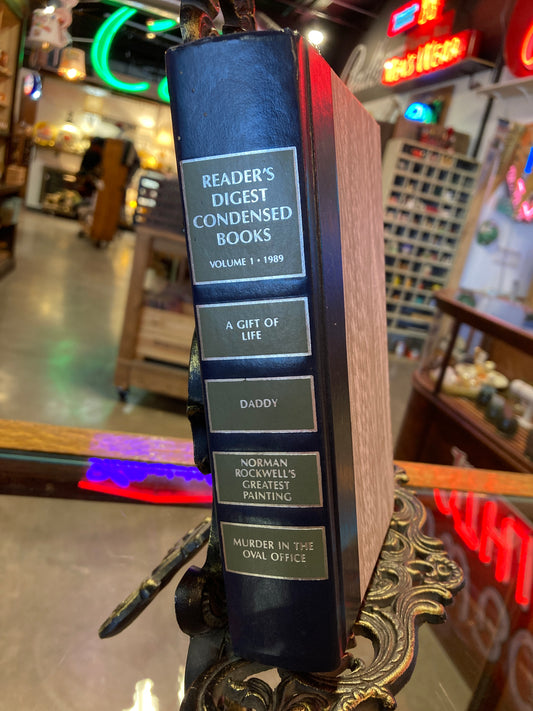 READER'S
DIGEST
CONDENSED
BOOKS
VOLUME 1 • 1989
A GIFT OF
LIFE
DADDY
NORMAN
ROCKWELL'S
GREATEST
PAINTING
MURDER IN THE
OVAL OFFICE